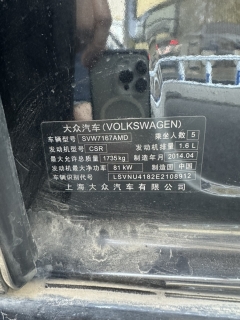 大众汽车(VOLKSWAGEN)
车辆型号 SVW7167AMD 乘坐人数 5
发动机型号 CSR 发动机排量 1.6 L
最大允许总质量 1735kg 制造年月 2014.04
发动机最大净功率 81 kW 制造国 中国
车辆识别代号 LSVNU4182E2108912
上海大众汽车有限公司